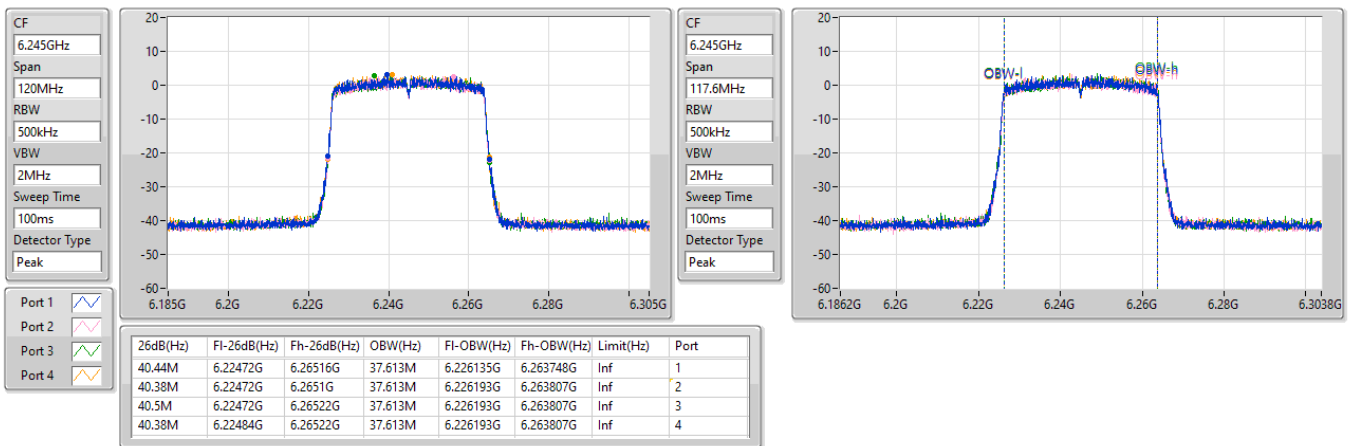 CF
6.245GHz
Span
120MHz
RBW
500kHz
VBW
2MHz
Sweep Time
100ms
Detector Type
Peak
20
10
0
-10
-20
-30
-40
-50
-60
6.185G 6.2G 6.22G 6.24G 6.26G 6.28G 6.305G
CF
6.245GHz
Span
117.6MHz
RBW
500kHz
VBW
2MHz
Sweep Time
100ms
Detector Type
Peak
20
10
0
-10
-20
-30
-40
-50
-60
OBW-l OBW-h
6.1862G 6.2G 6.22G 6.24G 6.26G 6.28G 6.3038G
Port 1
Port 2
Port 3
Port 4
26dB(Hz) Fl-26dB(Hz) Fh-26dB(Hz) OBW(Hz) Fl-OBW(Hz) Fh-OBW(Hz) Limit(Hz) Port
40.44M 6.22472G 6.26516G 37.613M 6.226135G 6.263748G Inf 1
40.38M 6.22472G 6.2651G 37.613M 6.226193G 6.263807G Inf 2
40.5M 6.22472G 6.26522G 37.613M 6.226193G 6.263807G Inf 3
40.38M 6.22484G 6.26522G 37.613M 6.226193G 6.263807G Inf 4